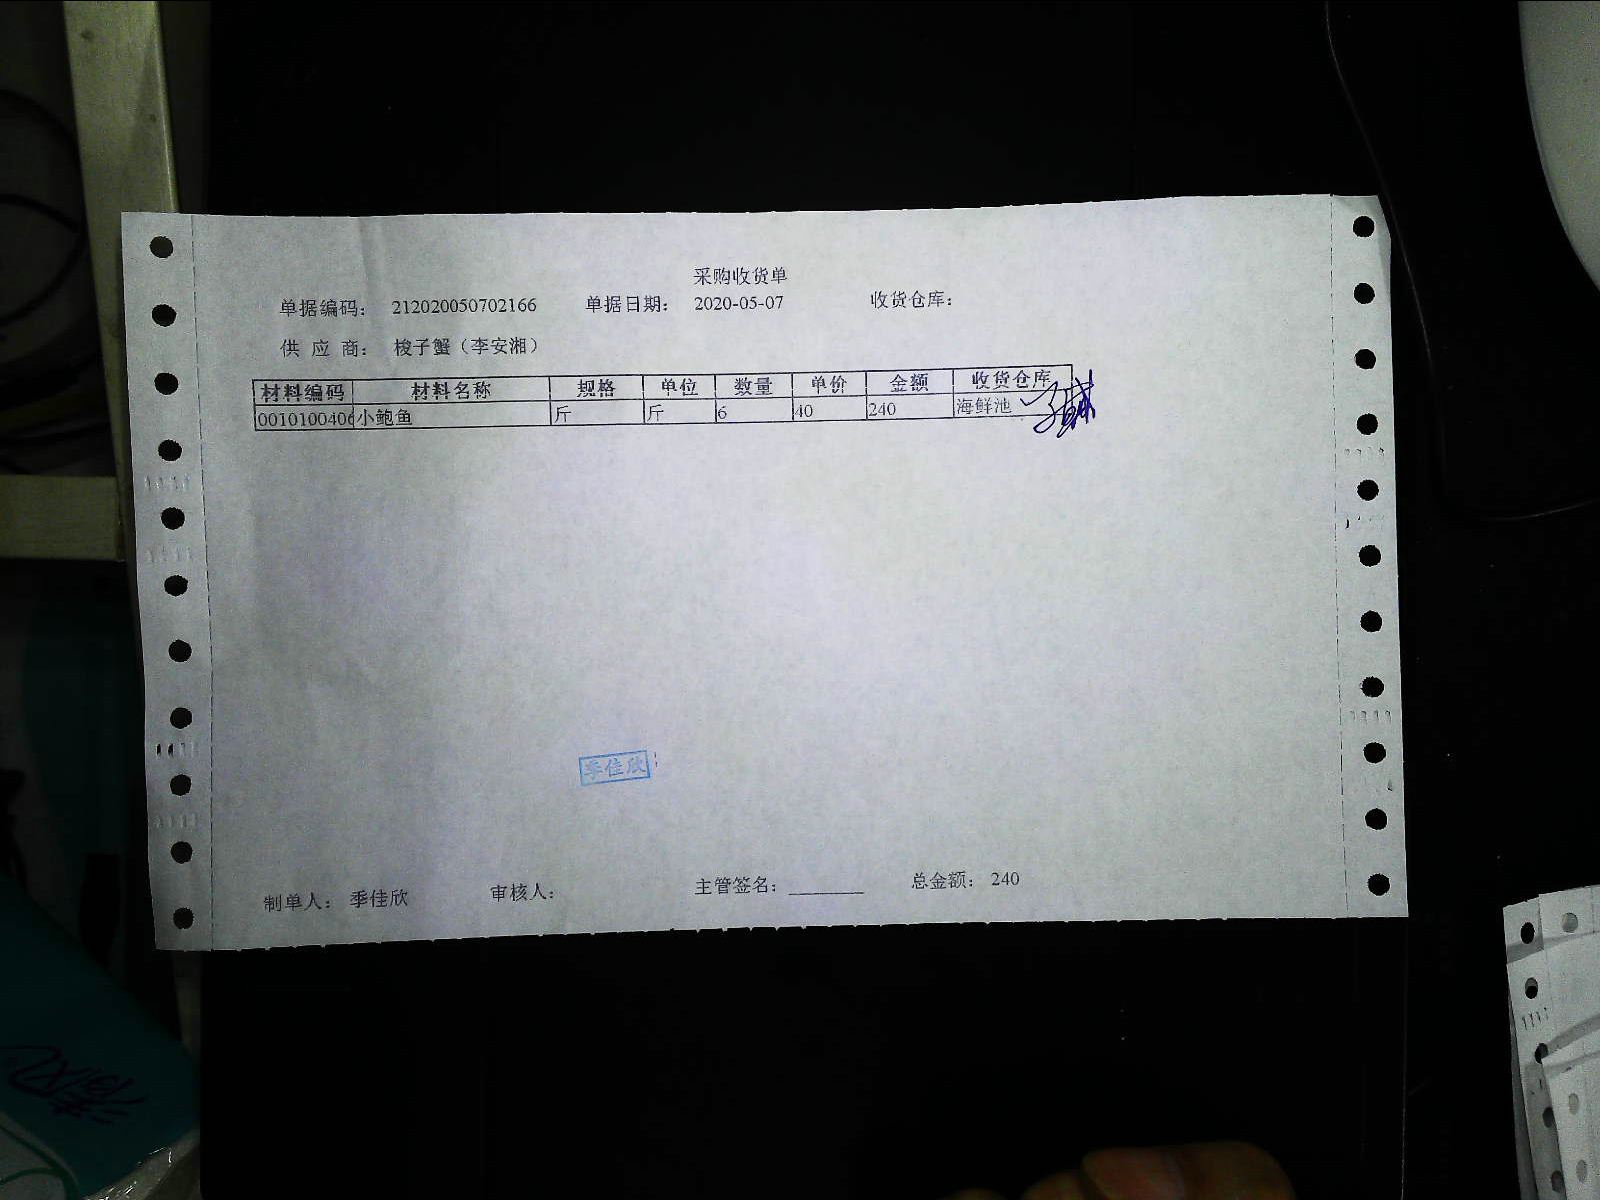 采购收货单
单据编码： 212020050702166 单据日期： 2020-05-07 收货仓库：
供 应 商： 梭子蟹（李安湘）
材料编码 材料名称 规格 单位 数量 单价 金额 收货仓库
0010100406 小鲍鱼 斤 斤 6 40 240 海鲜池
季佳欣
制单人： 季佳欣 审核人： 主管签名：________ 总金额： 240